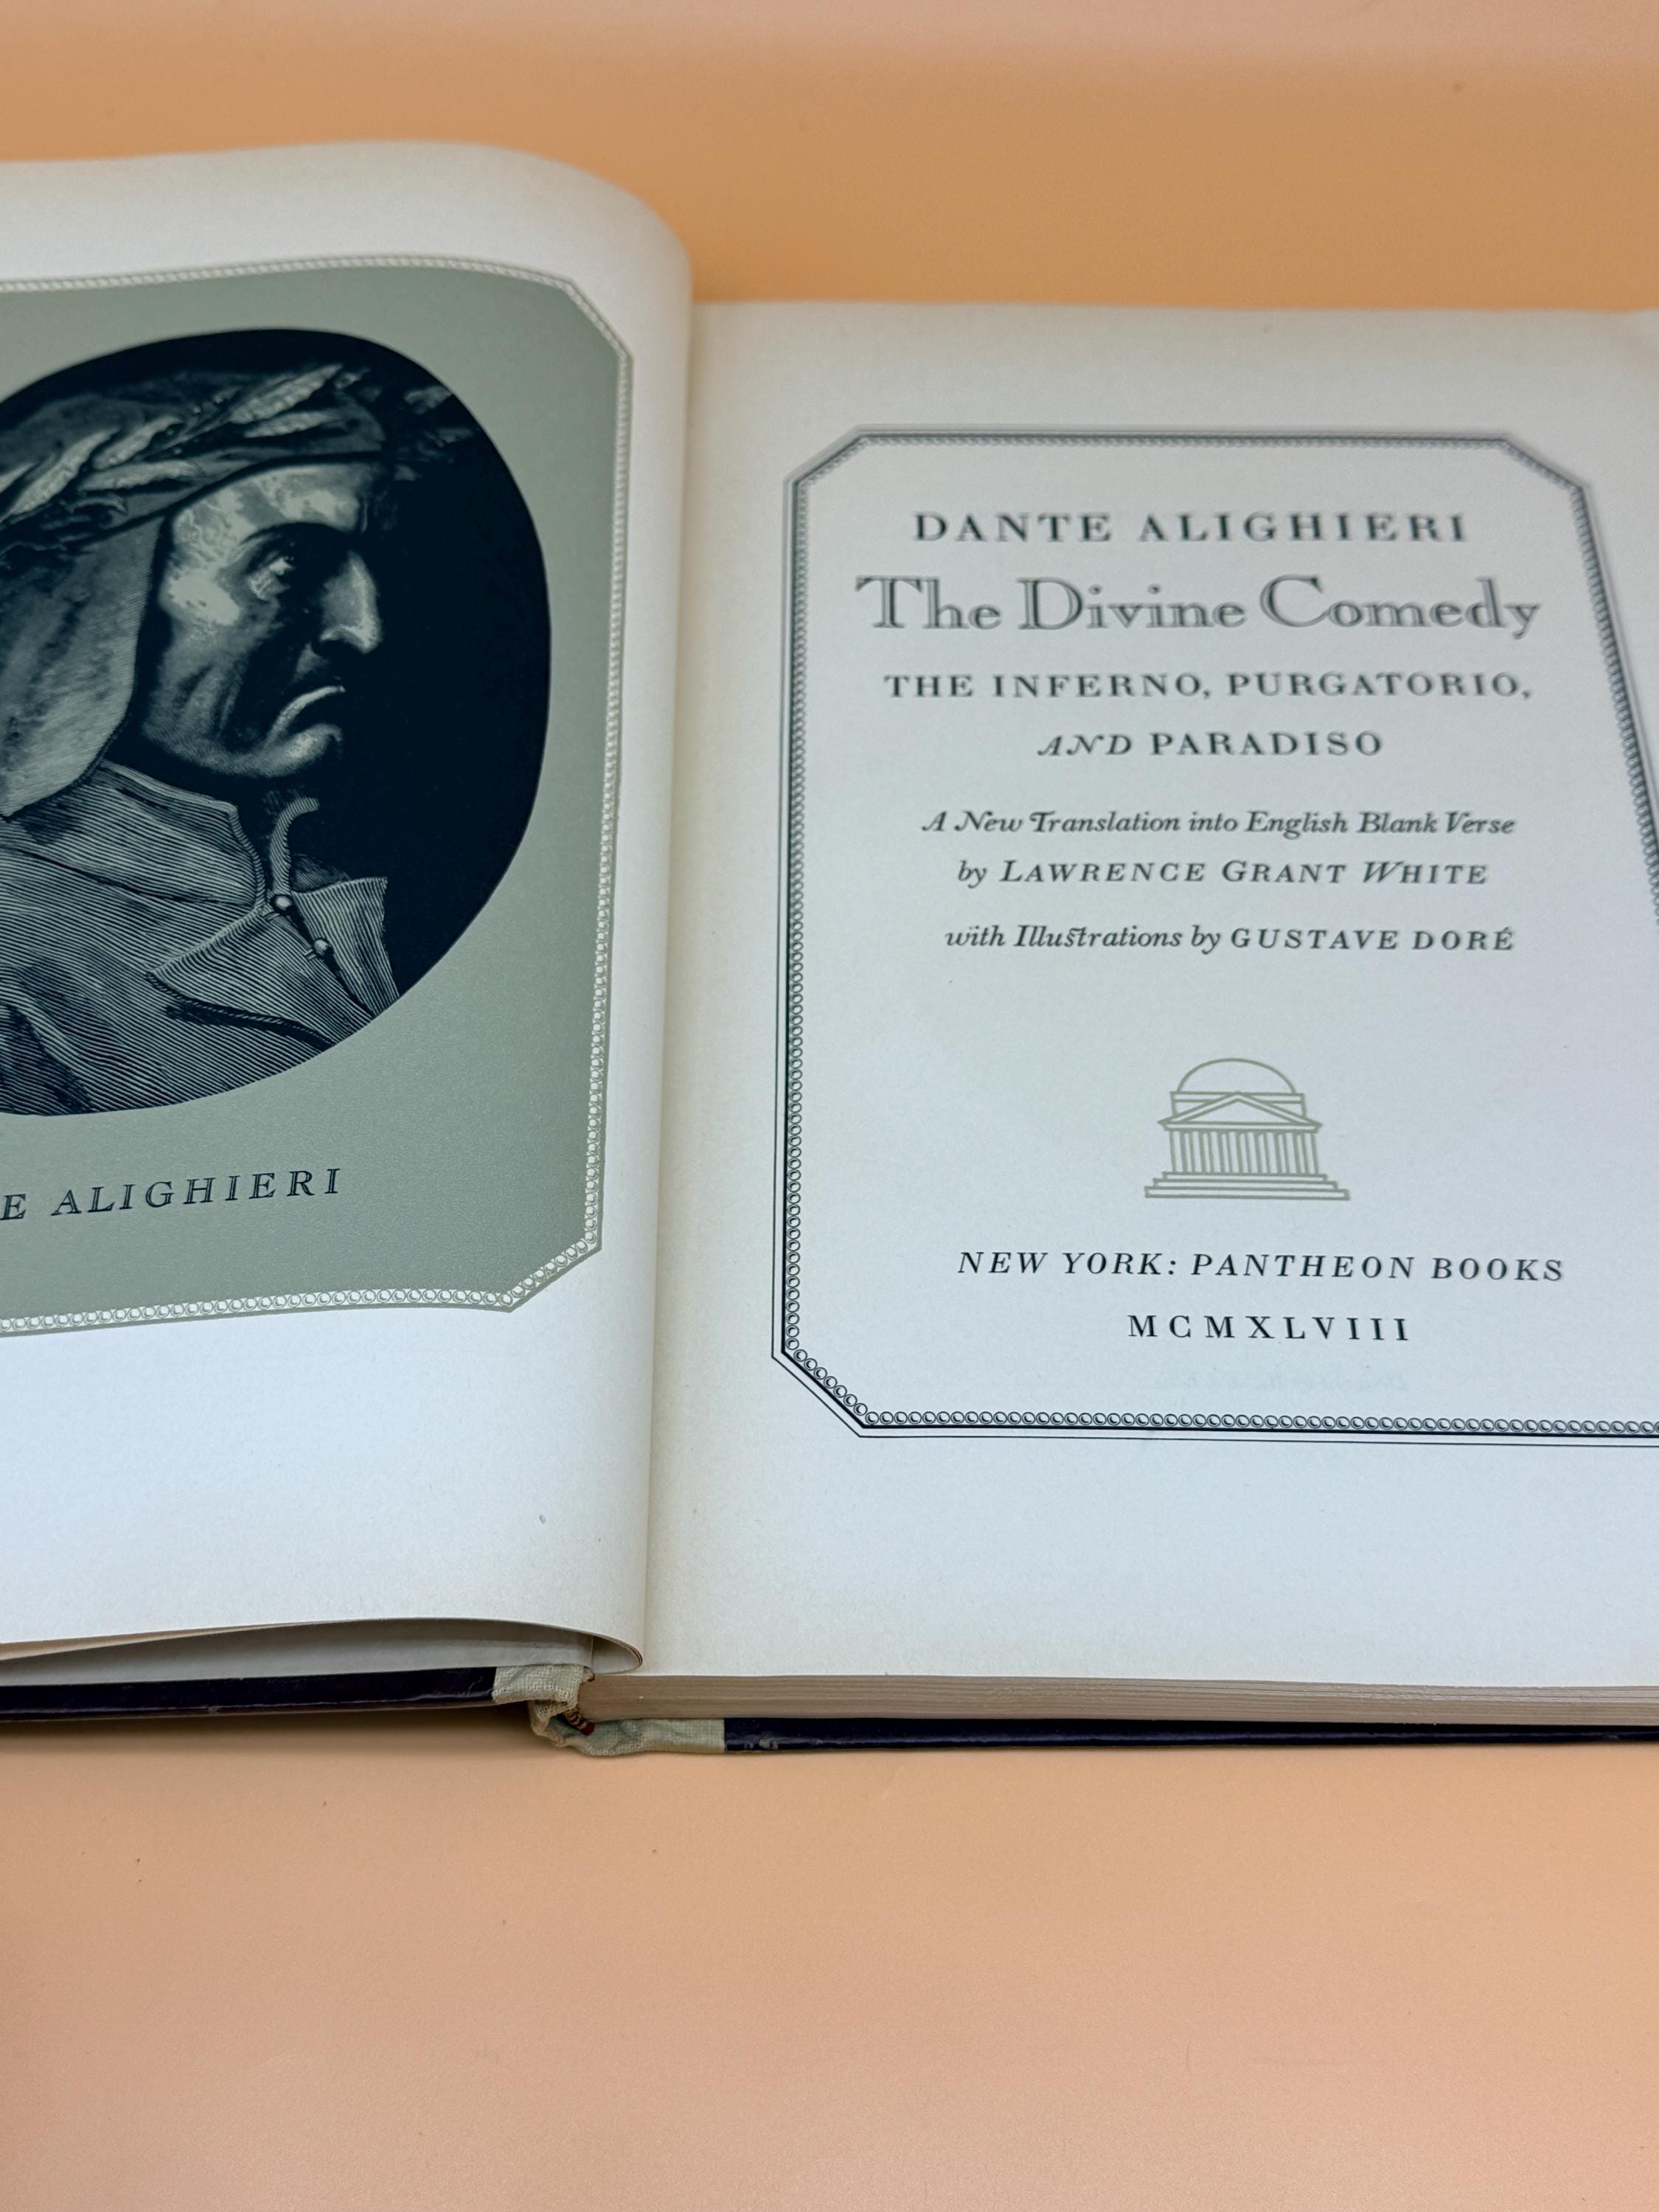 E ALIGHIERI
DANTE ALIGHIERI
The Divine Comedy
THE INFERNO, PURGATORIO,
AND PARADISO
A New Translation into English Blank Verse
by LAWRENCE GRANT WHITE
with Illustrations by GUSTAVE DORÉ
NEW YORK: PANTHEON BOOKS
MCMXLVIII